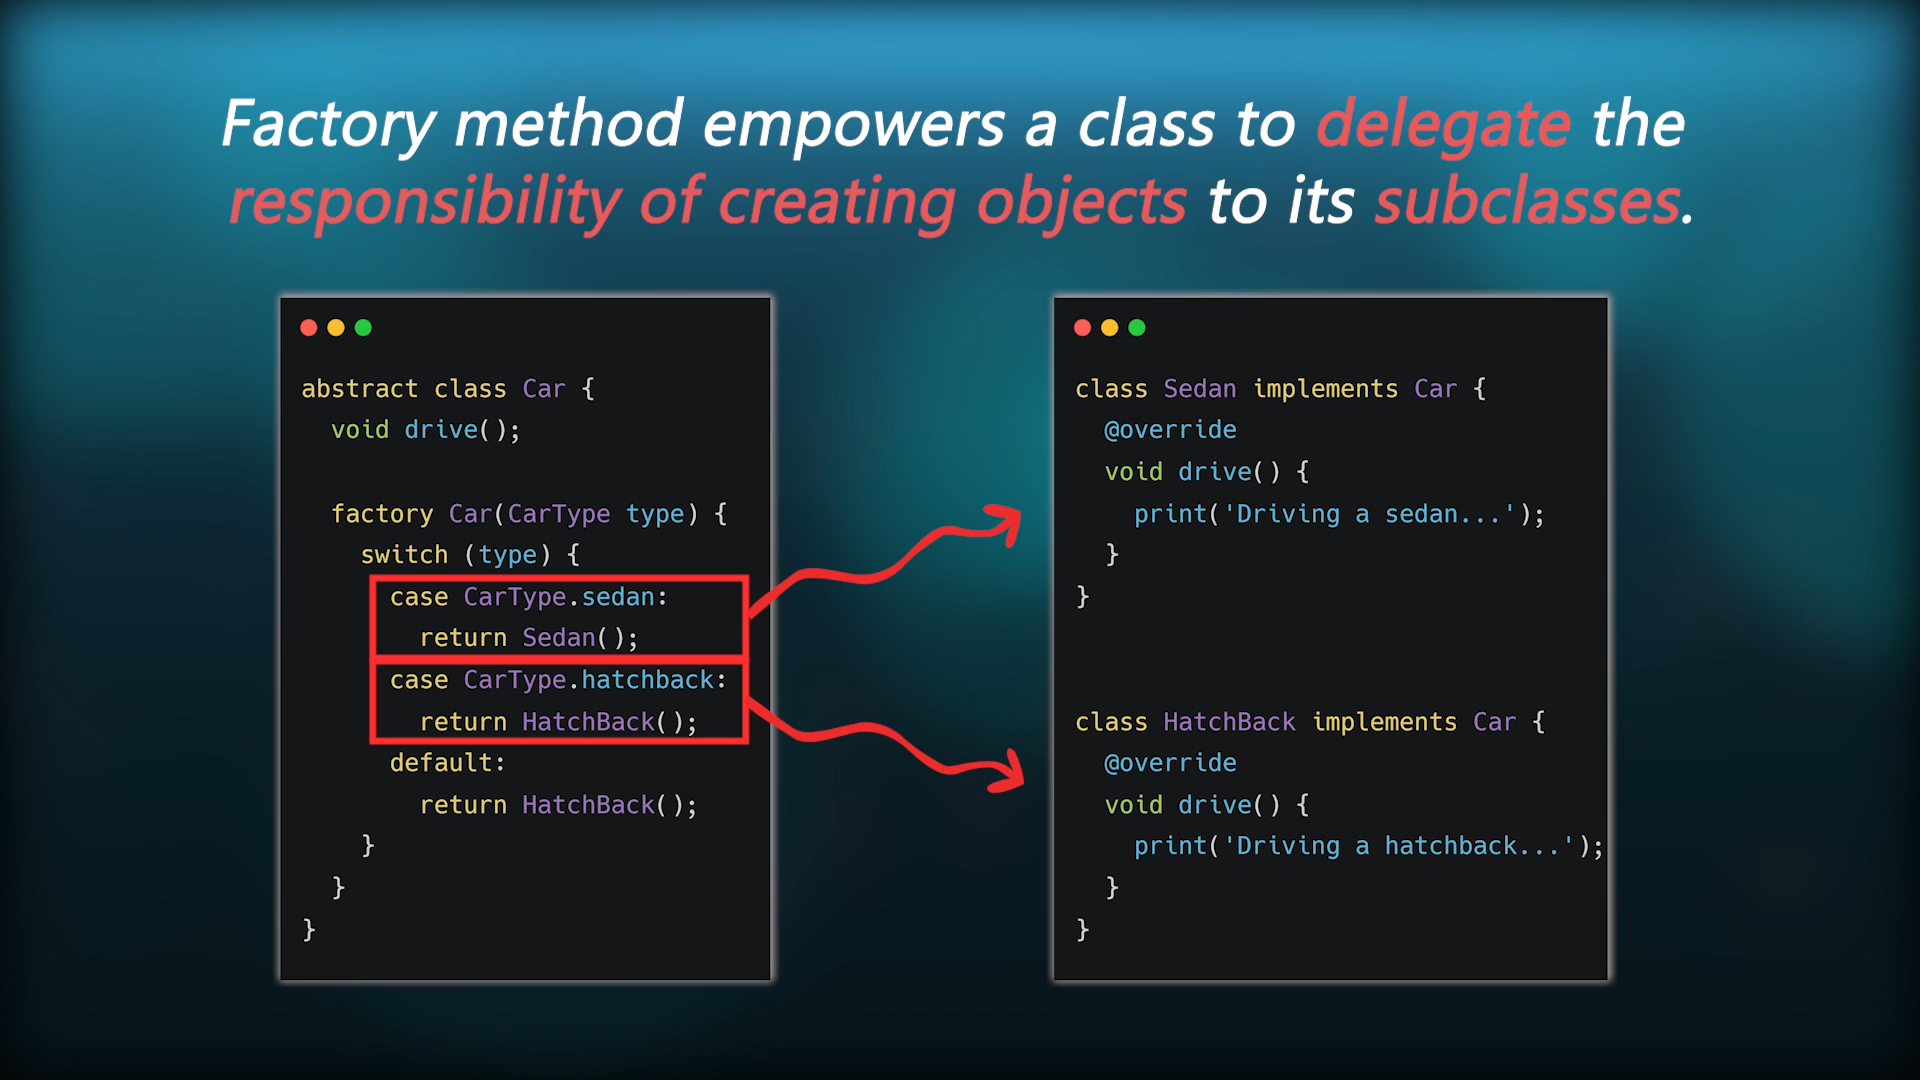 Factory method empowers a class to delegate the
responsibility of creating objects to its subclasses.
abstract class Car {
  void drive();

  factory Car(CarType type) {
    switch (type) {
      case CarType.sedan:
        return Sedan();
      case CarType.hatchback:
        return HatchBack();
      default:
        return HatchBack();
    }
  }
}
class Sedan implements Car {
  @override
  void drive() {
    print('Driving a sedan...');
  }
}

class HatchBack implements Car {
  @override
  void drive() {
    print('Driving a hatchback...');
  }
}